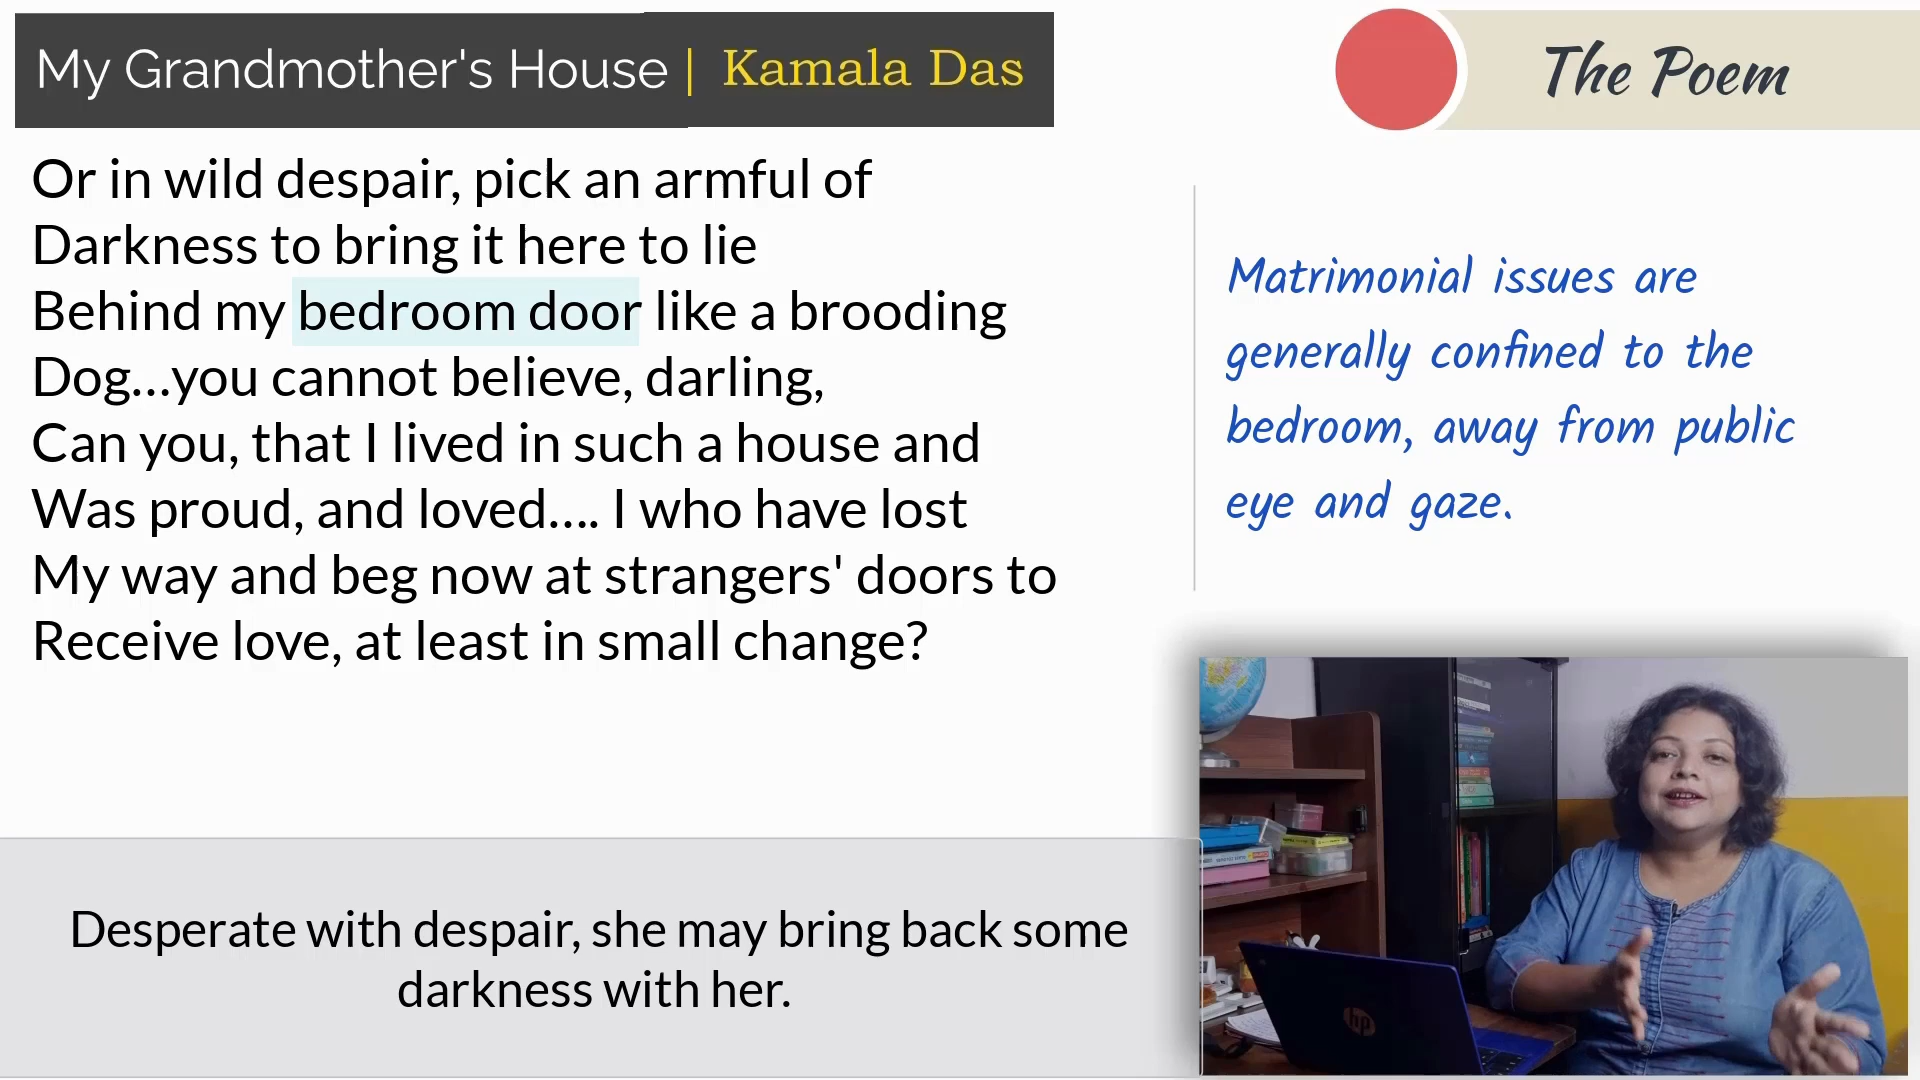 My Grandmother's House | Kamala Das
The Poem
Or in wild despair, pick an armful of
Darkness to bring it here to lie
Behind my bedroom door like a brooding
Dog...you cannot believe, darling,
Can you, that I lived in such a house and
Was proud, and loved.... I who have lost
My way and beg now at strangers' doors to
Receive love, at least in small change?
Matrimonial issues are
generally confined to the
bedroom, away from public
eye and gaze.
Desperate with despair, she may bring back some
darkness with her.
hp